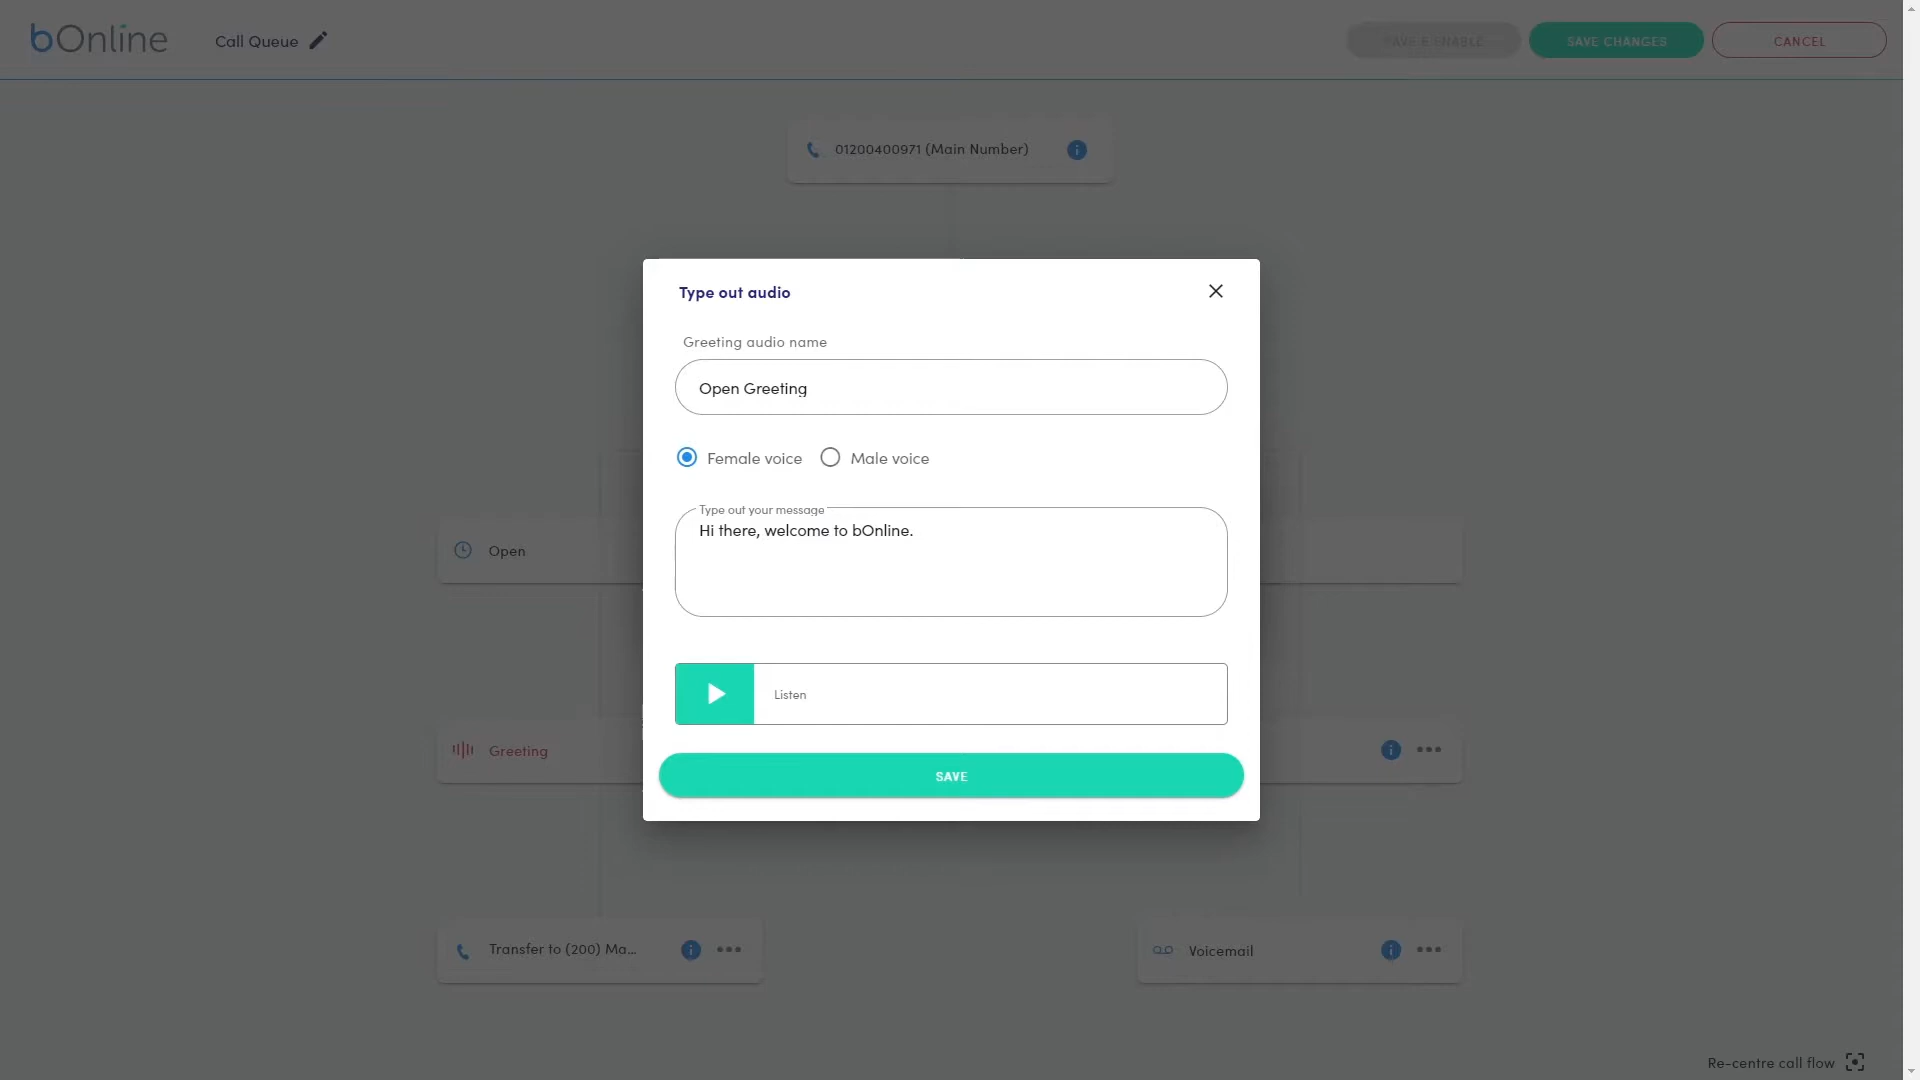 bOnline
Call Queue
SAVE & ENABLE
SAVE CHANGES
CANCEL
01200400971 (Main Number)
Type out audio
Greeting audio name
Open Greeting
Female voice
Male voice
Type out your message
Hi there, welcome to bOnline.
Open
Listen
Greeting
SAVE
Transfer to (200) Ma...
Voicemail
Re-centre call flow